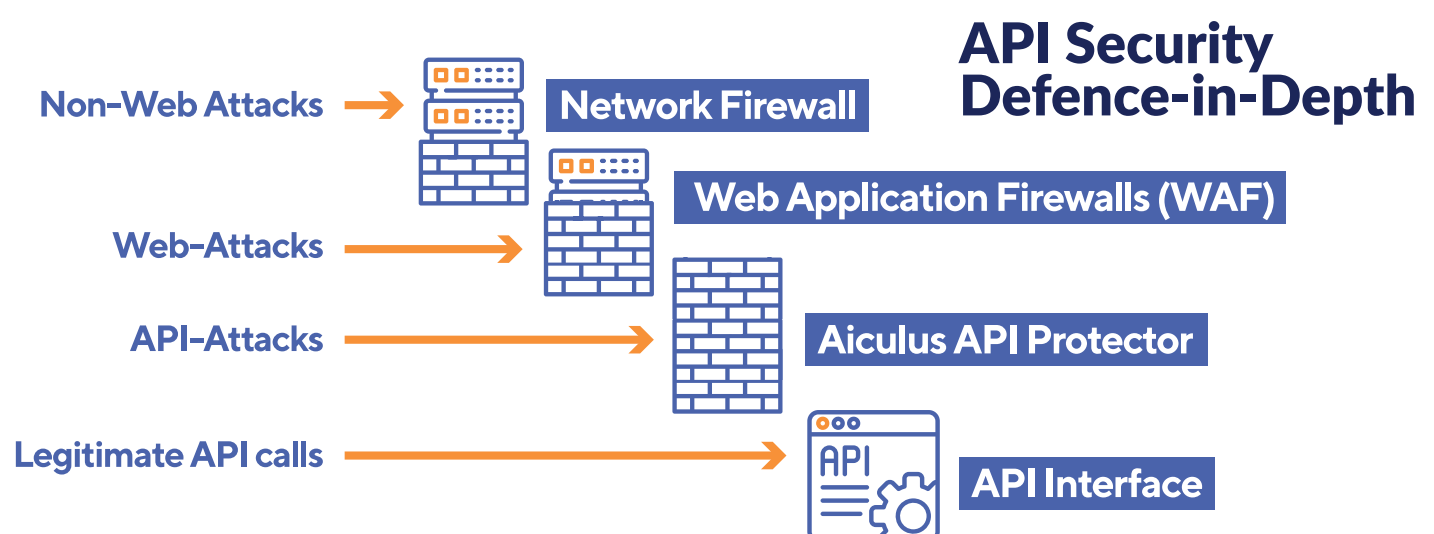 API Security
Defence-in-Depth
Non-Web Attacks
Network Firewall
Web Application Firewalls (WAF)
Web-Attacks
API-Attacks
Aiculus API Protector
Legitimate API calls
API
API Interface